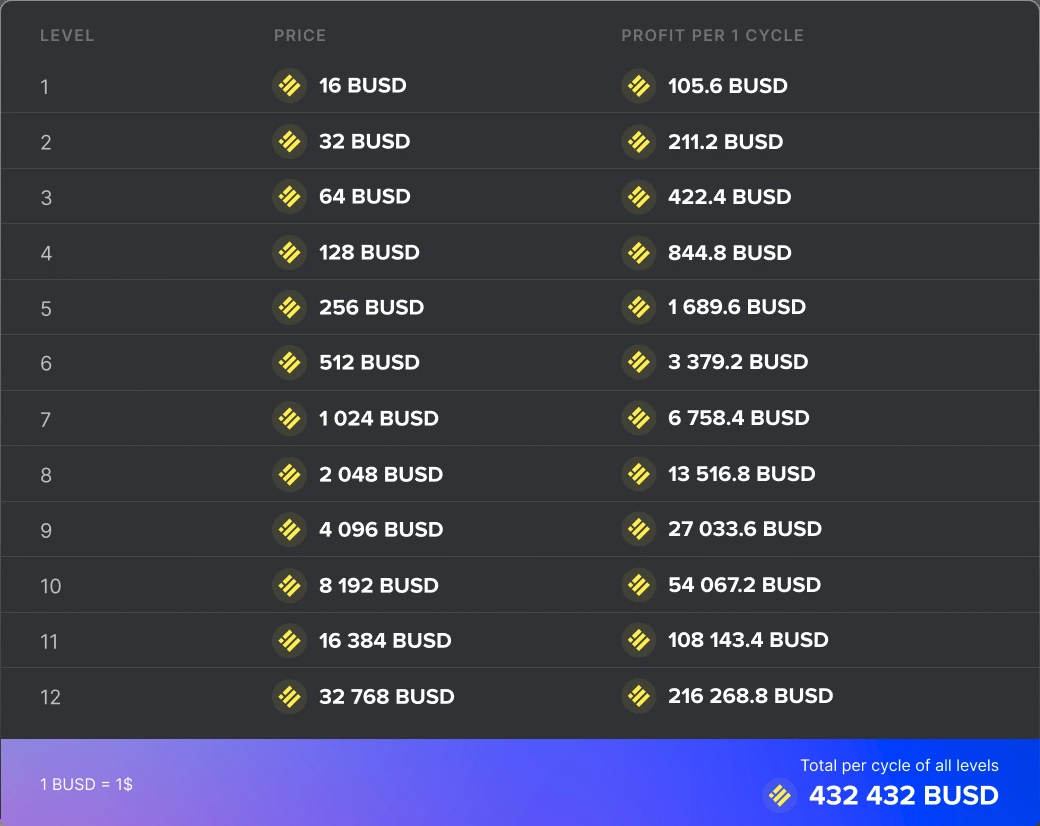 LEVEL PRICE PROFIT PER 1 CYCLE
1 16 BUSD 105.6 BUSD
2 32 BUSD 211.2 BUSD
3 64 BUSD 422.4 BUSD
4 128 BUSD 844.8 BUSD
5 256 BUSD 1 689.6 BUSD
6 512 BUSD 3 379.2 BUSD
7 1 024 BUSD 6 758.4 BUSD
8 2 048 BUSD 13 516.8 BUSD
9 4 096 BUSD 27 033.6 BUSD
10 8 192 BUSD 54 067.2 BUSD
11 16 384 BUSD 108 143.4 BUSD
12 32 768 BUSD 216 268.8 BUSD
Total per cycle of all levels
1 BUSD = 1$
432 432 BUSD